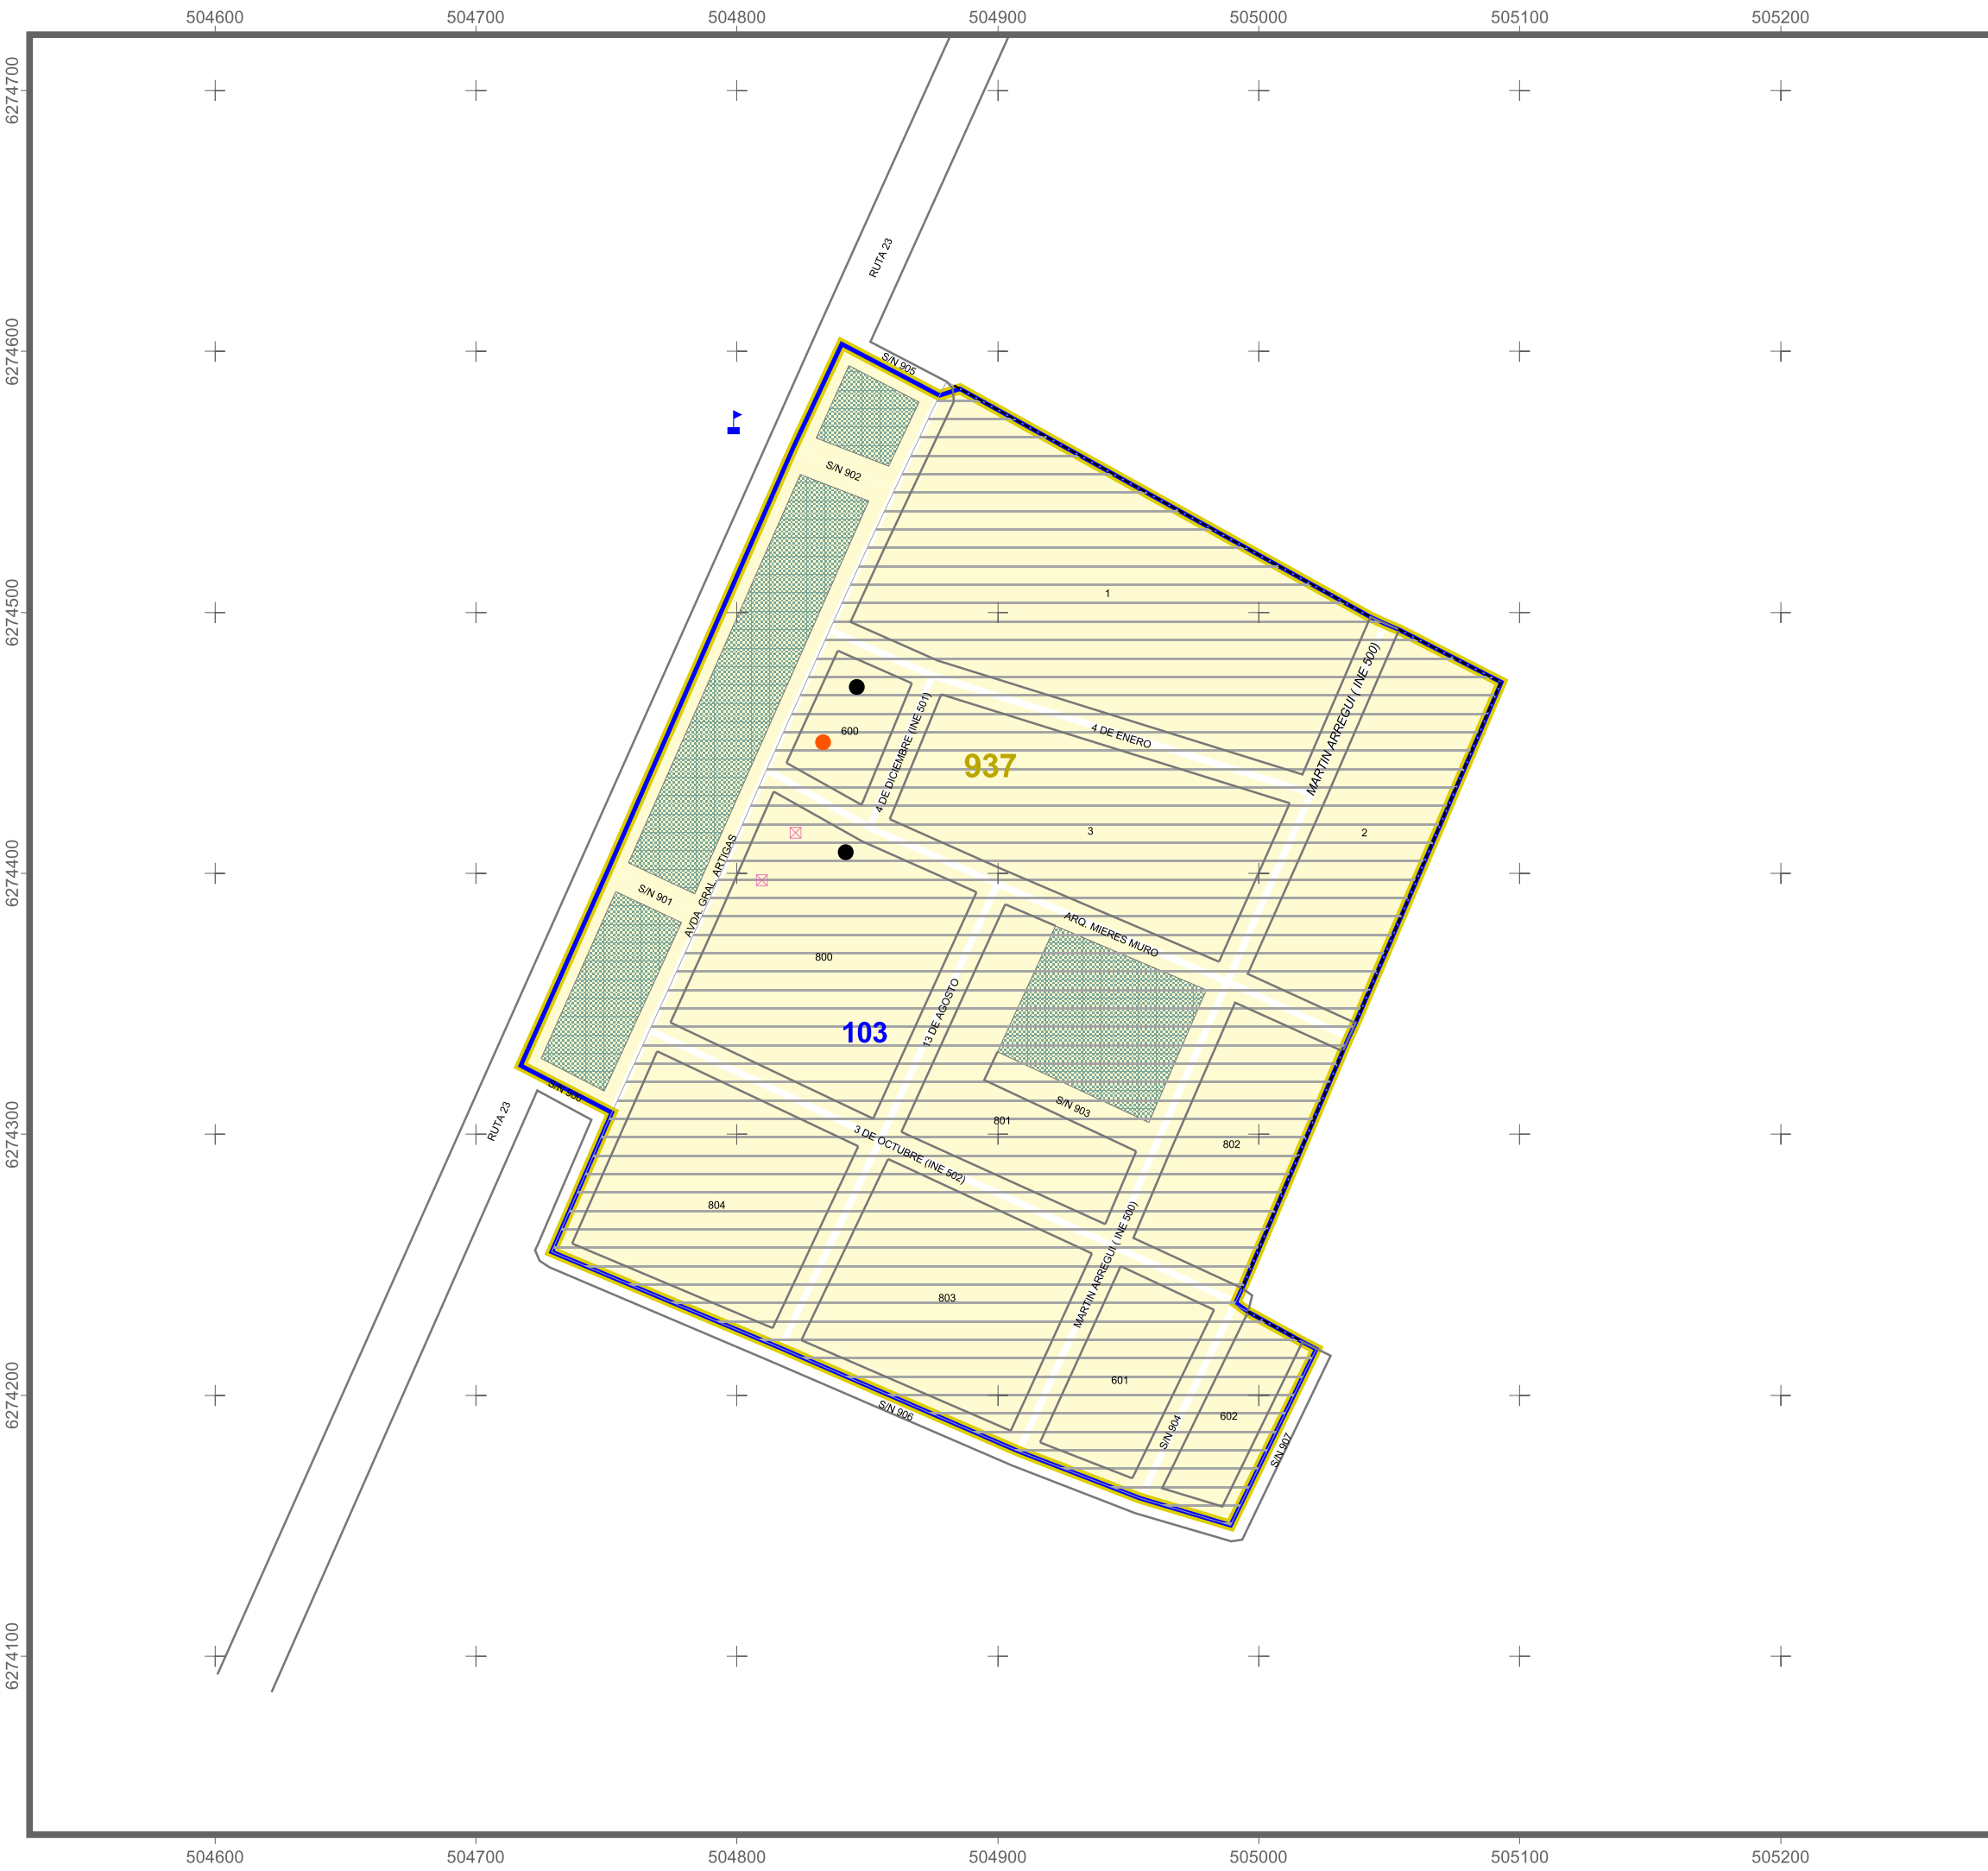 504600 504700 504800 504900 505000 505100 505200
6274700
RUTA 23
6274600
S/N 905
S/N 902
6274500
1
MARTIN ARREGUI ( INE 500)
4 DE DICIEMBRE (INE 501)
600
4 DE ENERO
937
3
2
AVDA. GRAL. ARTIGAS
6274400
S/N 901
ARQ. MIERES MURO
800
13 DE AGOSTO
103
RUTA 23
S/N 903
801
6274300
3 DE OCTUBRE (INE 502)
802
804
MARTIN ARREGUI ( INE 500)
803
601
6274200
S/N 906
602
S/N 904
S/N 907
6274100
504600 504700 504800 504900 505000 505100 505200